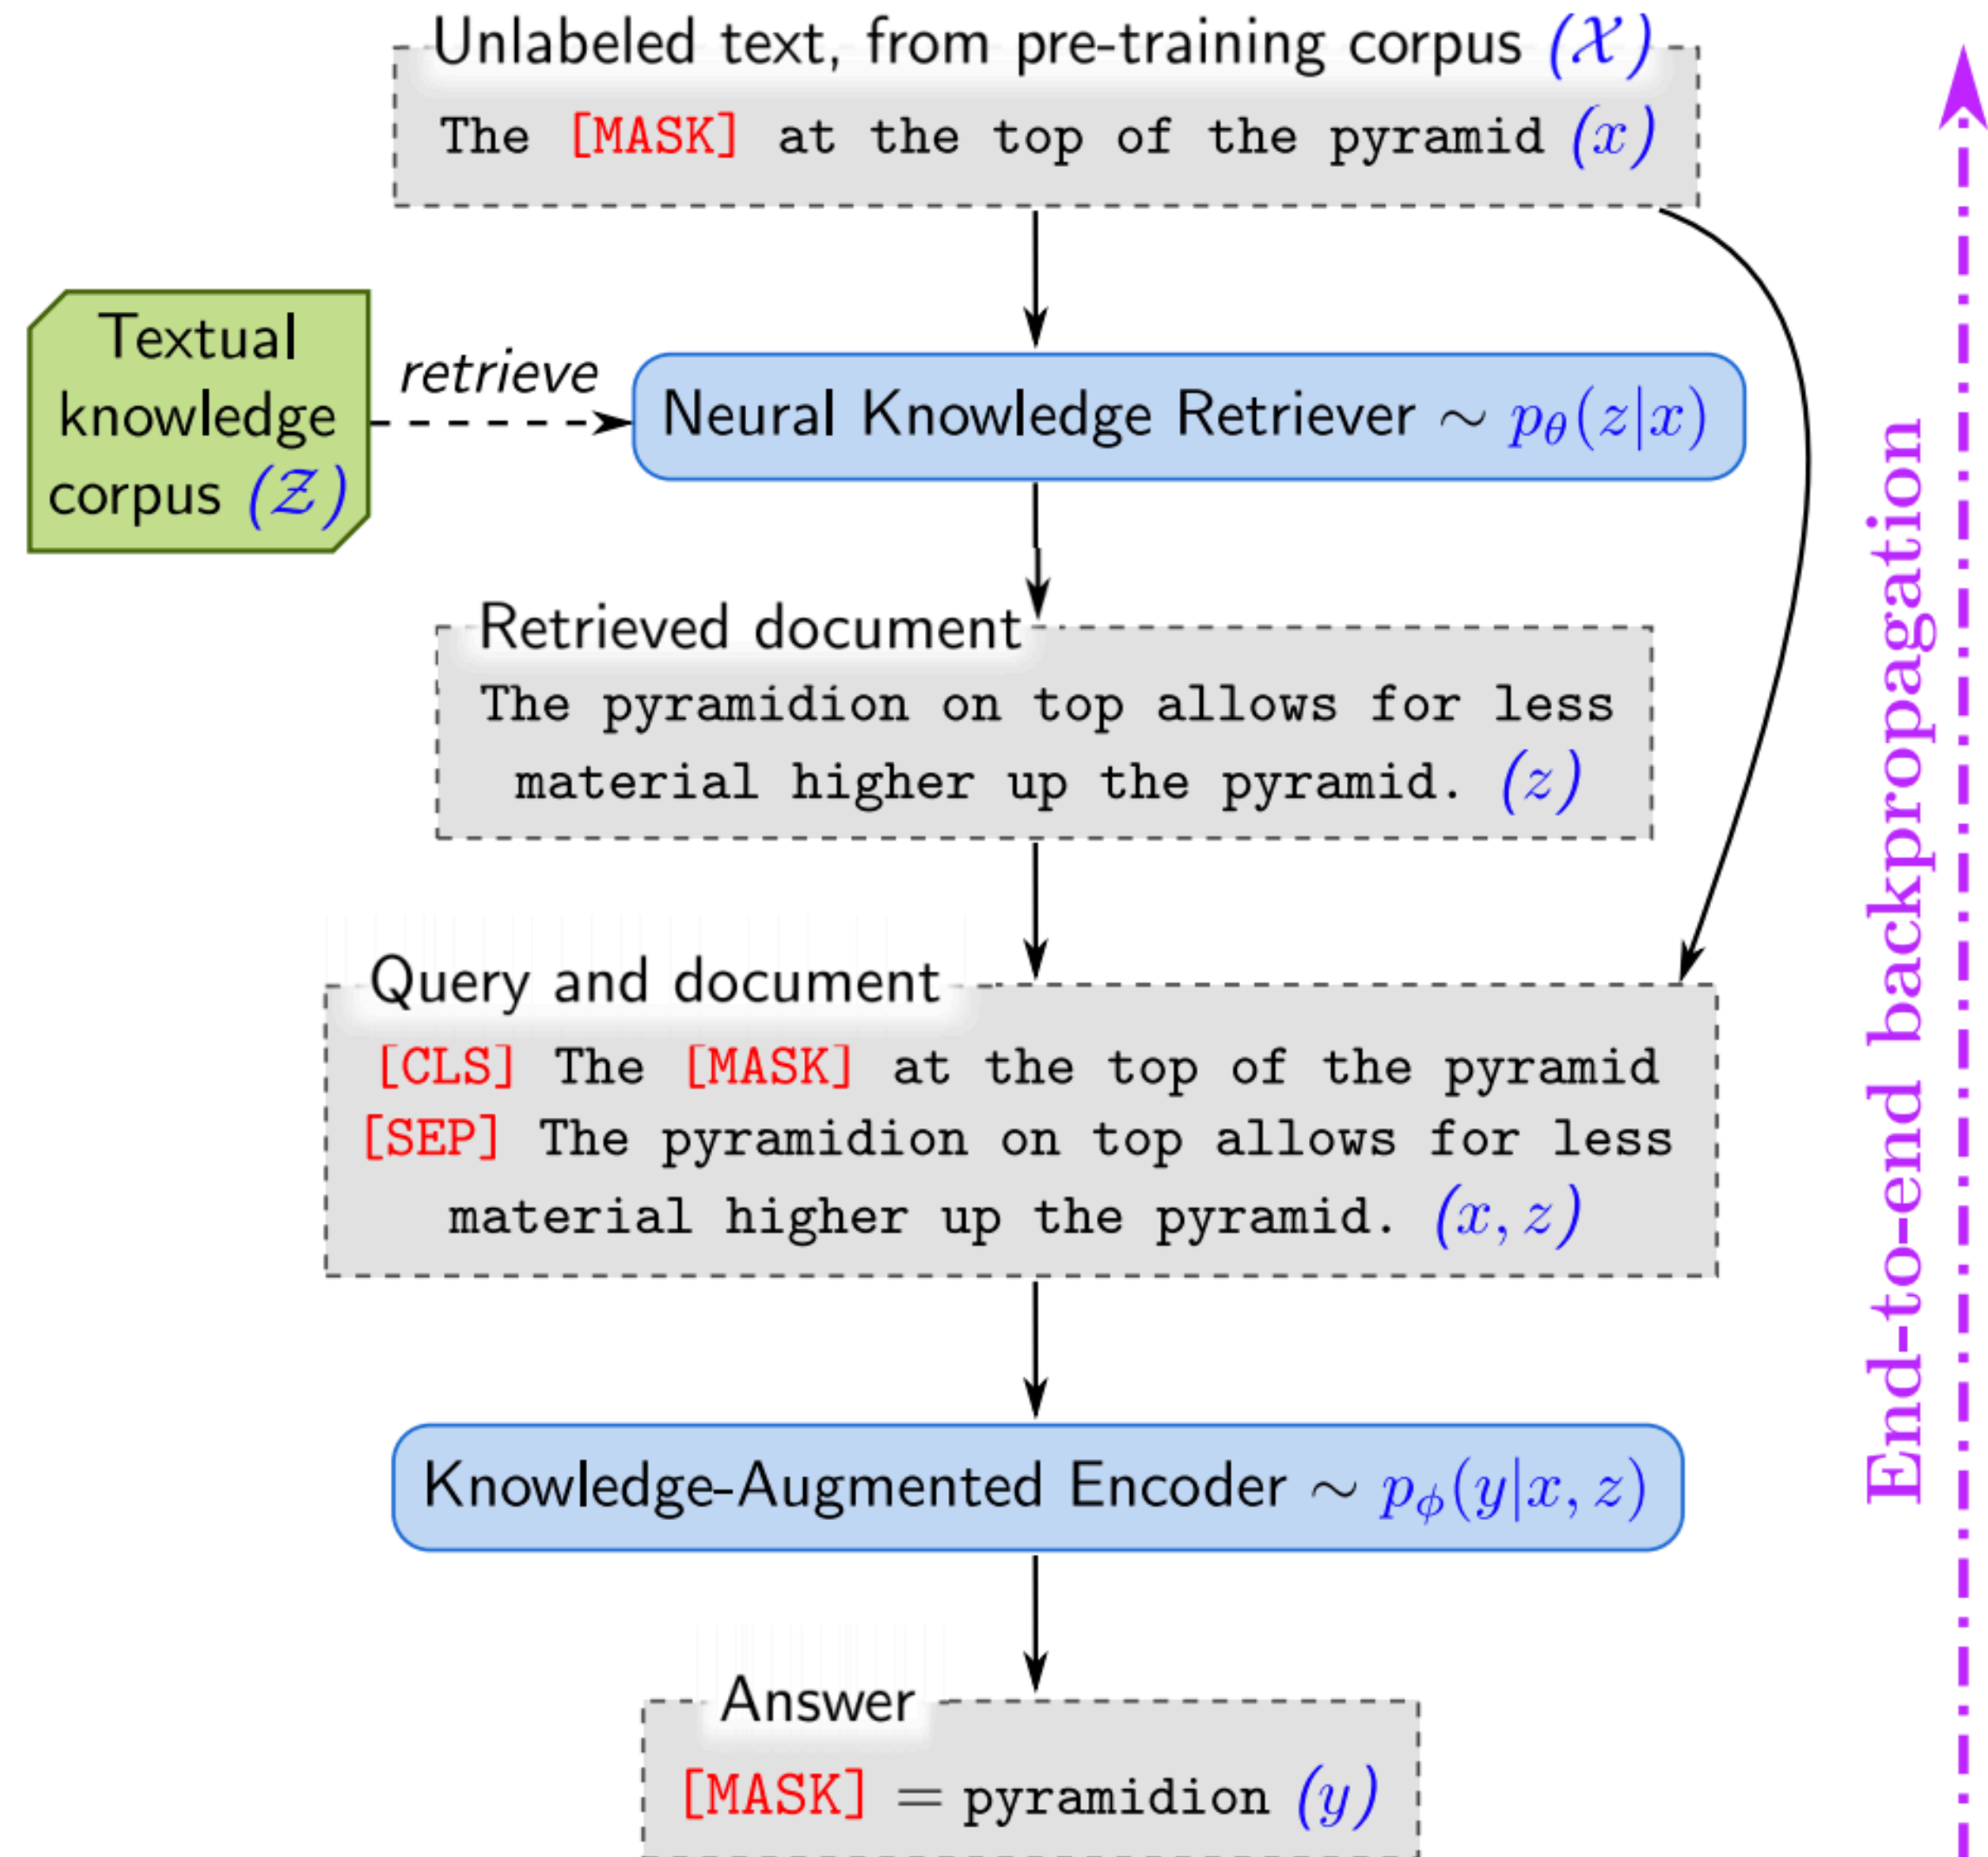 Unlabeled text, from pre-training corpus (𝒳)
The [MASK] at the top of the pyramid (x)
Textual
knowledge
corpus (𝒵)
retrieve
Neural Knowledge Retriever ∼ p_θ(z|x)
Retrieved document
The pyramidion on top allows for less
material higher up the pyramid. (z)
Query and document
[CLS] The [MASK] at the top of the pyramid
[SEP] The pyramidion on top allows for less
material higher up the pyramid. (x, z)
Knowledge-Augmented Encoder ∼ p_ϕ(y|x, z)
Answer
[MASK] = pyramidion (y)
End-to-end backpropagation